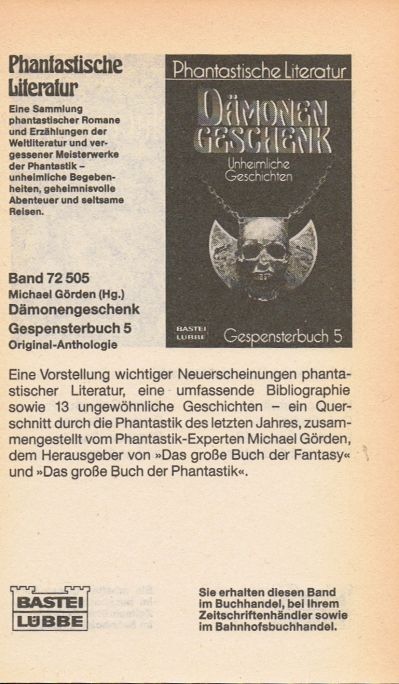 Phantastische
Literatur
Eine Sammlung
phantastischer Romane
und Erzählungen der
Weltliteratur und ver-
gessener Meisterwerke
der Phantastik –
unheimliche Begeben-
heiten, geheimnisvolle
Abenteuer und seltsame
Reisen.
Band 72 505
Michael Görden (Hg.)
Dämonengeschenk
Gespensterbuch 5
Original-Anthologie
Phantastische Literatur
DÄMONEN
GESCHENK
Unheimliche
Geschichten
BASTEI
LÜBBE
Gespensterbuch 5
Eine Vorstellung wichtiger Neuerscheinungen phanta-
stischer Literatur, eine umfassende Bibliographie
sowie 13 ungewöhnliche Geschichten – ein Quer-
schnitt durch die Phantastik des letzten Jahres, zusam-
mengestellt vom Phantastik-Experten Michael Görden,
dem Herausgeber von »Das große Buch der Fantasy«
und »Das große Buch der Phantastik«.
BASTEI
LÜBBE
Sie erhalten diesen Band
im Buchhandel, bei Ihrem
Zeitschriftenhändler sowie
im Bahnhofsbuchhandel.